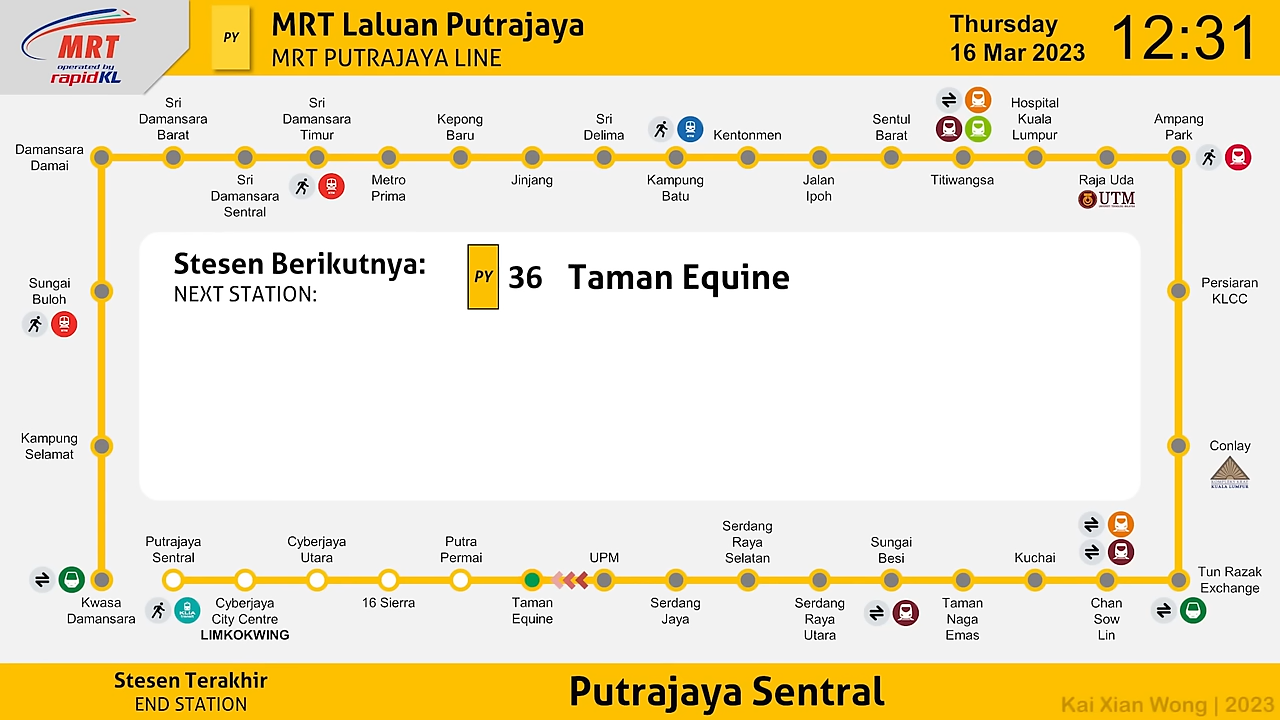 MRT
operated by
rapidKL
PY
MRT Laluan Putrajaya
MRT PUTRAJAYA LINE
Thursday
16 Mar 2023
12:31
Damansara
Damai
Sri
Damansara
Barat
Sri
Damansara
Sentral
Sri
Damansara
Timur
Metro
Prima
Kepong
Baru
Jinjang
Sri
Delima
Kampung
Batu
Kentonmen
Jalan
Ipoh
Sentul
Barat
Titiwangsa
Hospital
Kuala
Lumpur
Raja Uda
UTM
Ampang
Park
Stesen Berikutnya:
NEXT STATION:
PY
36
Taman Equine
Sungai
Buloh
Persiaran
KLCC
Kampung
Selamat
Conlay
KUALA LUMPUR
Kwasa
Damansara
Putrajaya
Sentral
Cyberjaya
City Centre
LIMKOKWING
Cyberjaya
Utara
16 Sierra
Putra
Permai
Taman
Equine
UPM
Serdang
Jaya
Serdang
Raya
Selatan
Serdang
Raya
Utara
Sungai
Besi
Taman
Naga
Emas
Kuchai
Chan
Sow
Lin
Tun Razak
Exchange
Stesen Terakhir
END STATION
Putrajaya Sentral
Kai Xian Wong | 2023